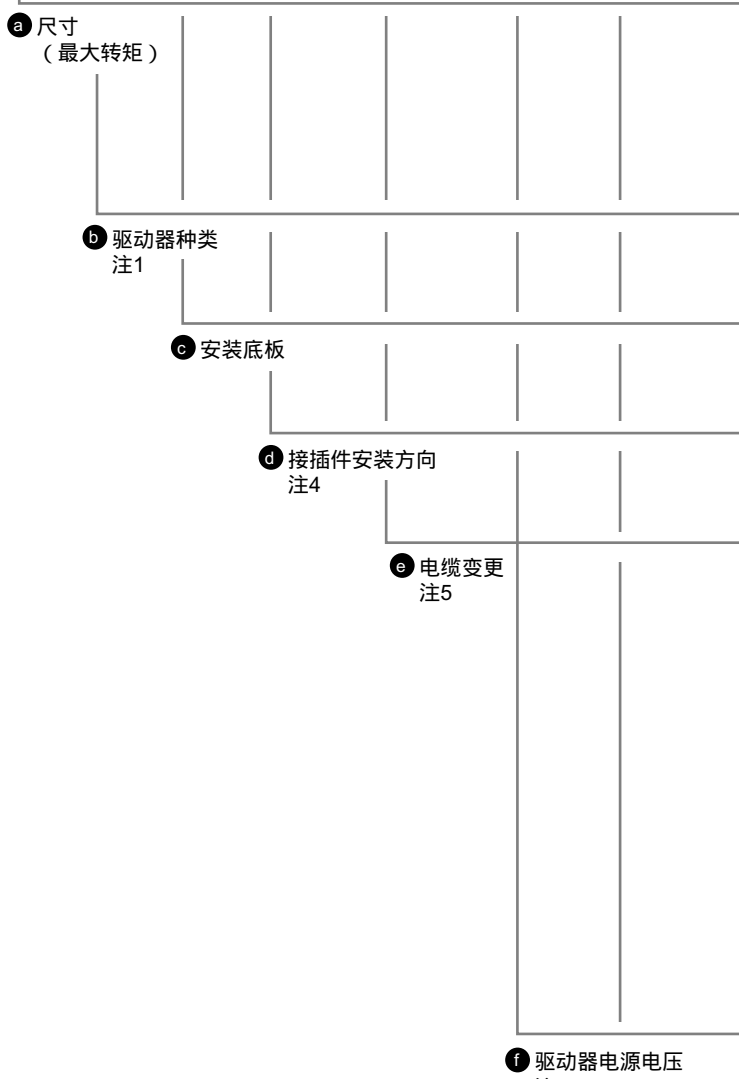 a 尺寸
（最大转矩）
b 驱动器种类
注1
c 安装底板
d 接插件安装方向
注4
e 电缆变更
注5
f 驱动器电源电压